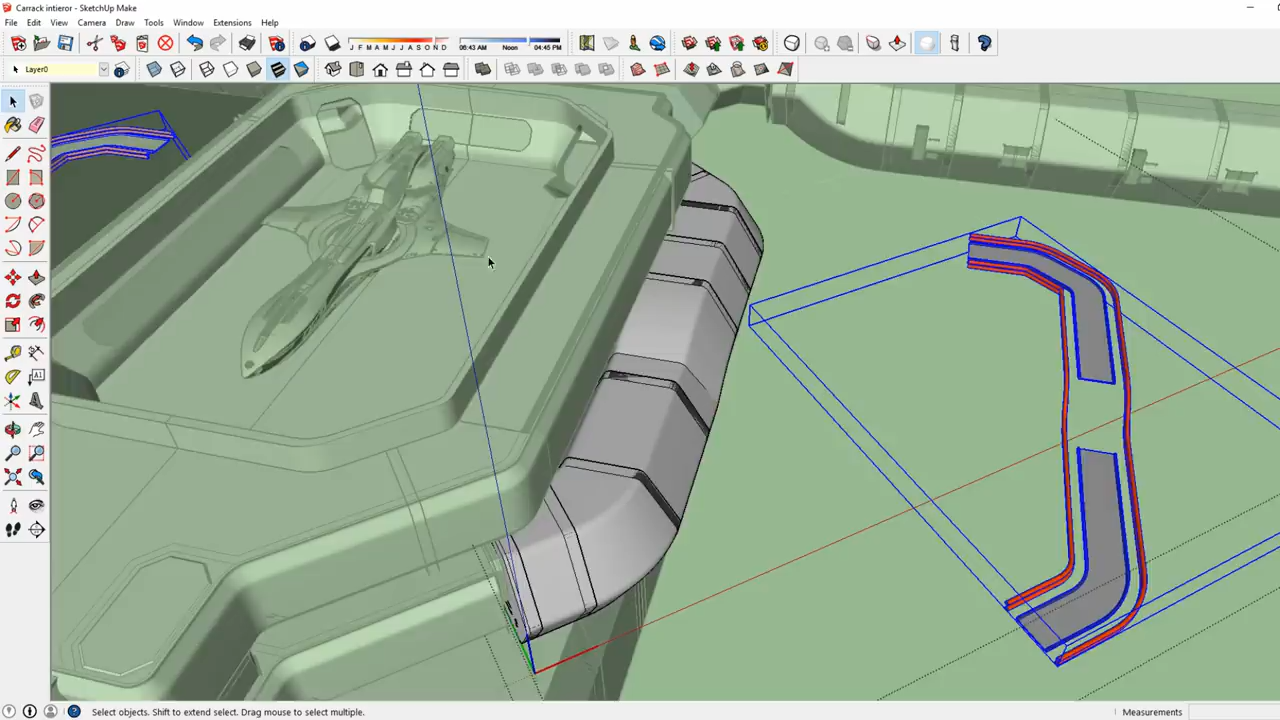 Carrack intieror - SketchUp Make
File Edit View Camera Draw Tools Window Extensions Help
J F M A M J J A S O N D 06:43 AM Noon 04:45 PM
Layer0
A1
Select objects. Shift to extend select. Drag mouse to select multiple. Measurements